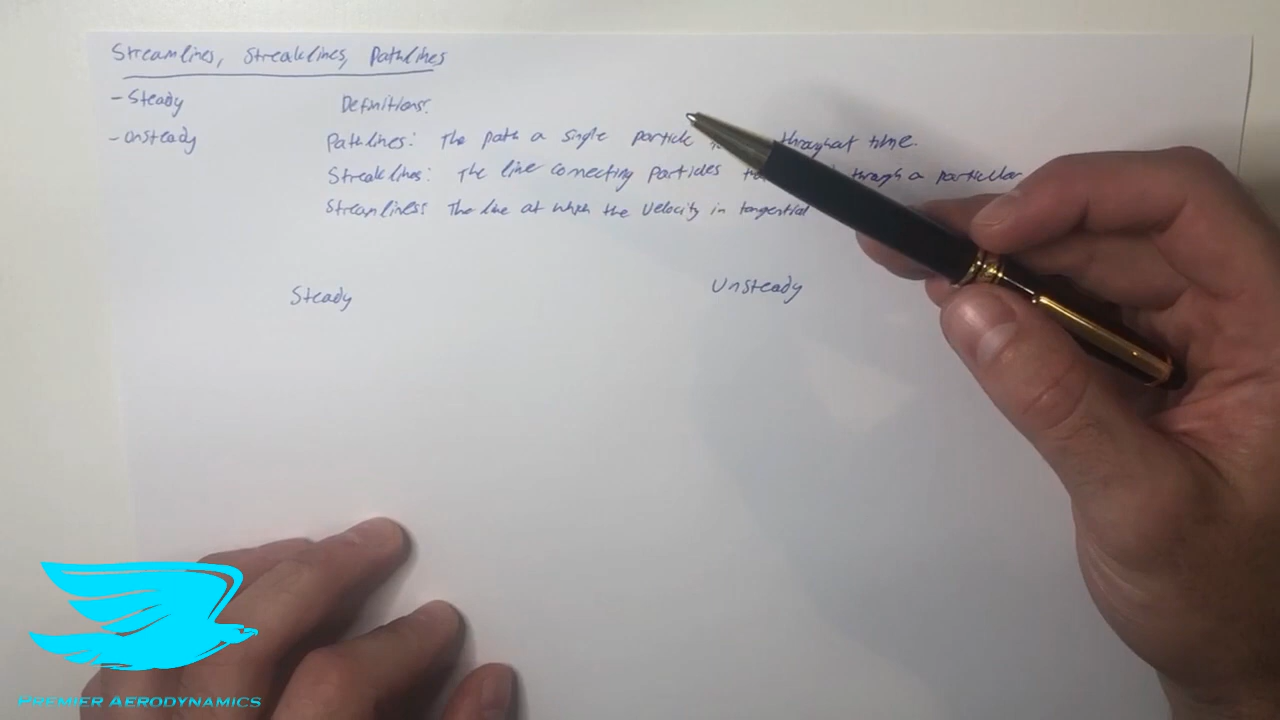 Streamlines, Streaklines, Pathlines
- Steady
- Unsteady
Definitions:
Pathlines: The path a single particle throughout time.
Streaklines: The line connecting particles through a particular
Streamlines: The line at which the velocity in tangential
Steady
Unsteady
PREMIER AERODYNAMICS